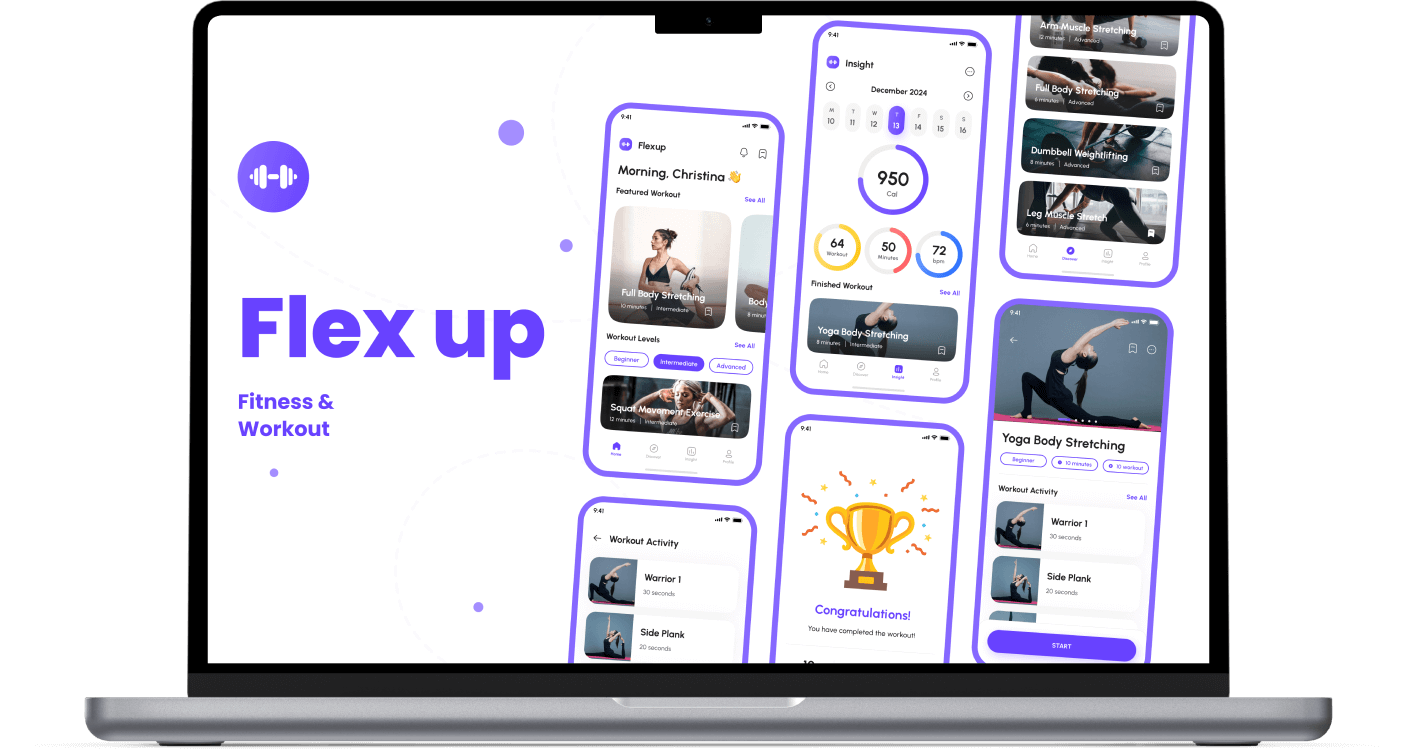 Flex up
Fitness &
Workout
9:41
Flexup
Morning, Christina 👋
Featured Workout
See All
Full Body Stretching
10 minutes | Intermediate
Body
8 minu
Workout Levels
See All
Beginner
Intermediate
Advanced
Squat Movement Exercise
12 minutes | Intermediate
Home
Discover
Insight
Profile
9:41
Workout Activity
Warrior 1
30 seconds
Side Plank
20 seconds
9:41
Insight
December 2024
M T W T F S S
10 11 12 13 14 15 16
950
Cal
64
Workout
50
Minutes
72
bpm
Finished Workout
See All
Yoga Body Stretching
8 minutes | Intermediate
Home
Discover
Insight
Profile
9:41
Congratulations!
You have completed the workout!
Arm Muscle Stretching
12 minutes | Advanced
Full Body Stretching
6 minutes | Advanced
Dumbbell Weightlifting
8 minutes | Advanced
Leg Muscle Stretch
6 minutes | Advanced
Home
Discover
Insight
Profile
9:41
Yoga Body Stretching
Beginner
10 minutes
10 workout
Workout Activity
See All
Warrior 1
30 seconds
Side Plank
20 seconds
START